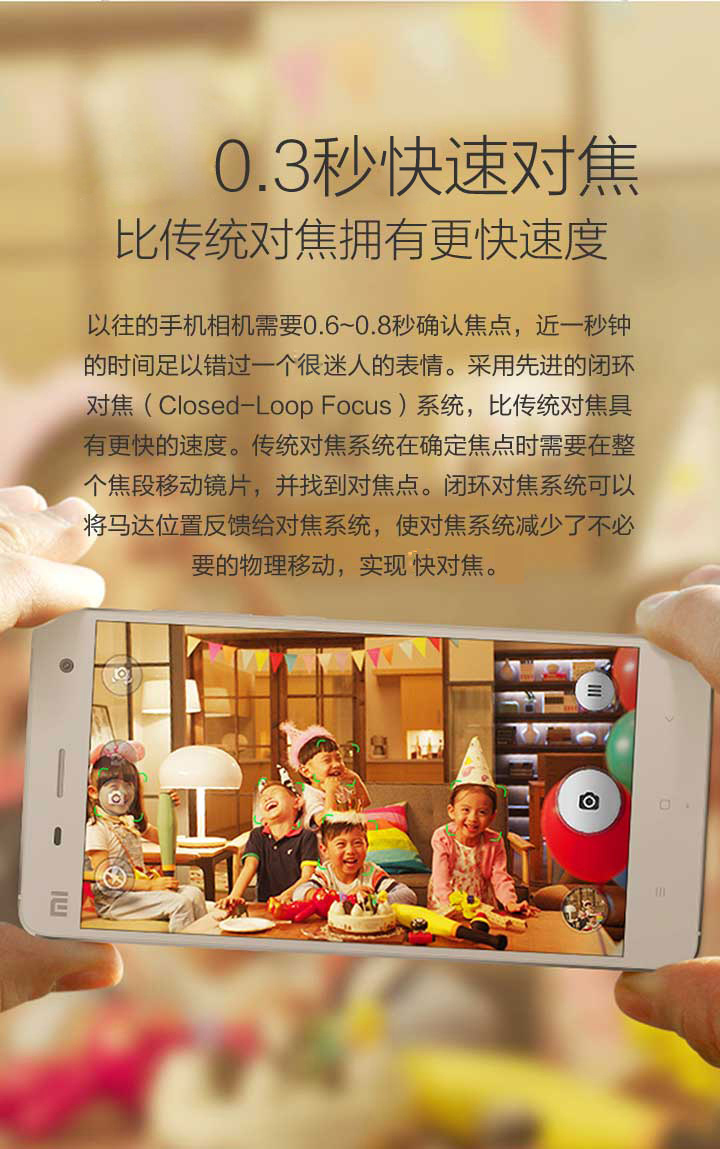 0.3秒快速对焦
比传统对焦拥有更快速度
以往的手机相机需要0.6~0.8秒确认焦点，近一秒钟
的时间足以错过一个很迷人的表情。采用先进的闭环
对焦（Closed-Loop Focus）系统，比传统对焦具
有更快的速度。传统对焦系统在确定焦点时需要在整
个焦段移动镜片，并找到对焦点。闭环对焦系统可以
将马达位置反馈给对焦系统，使对焦系统减少了不必
要的物理移动，实现 快对焦。
MI